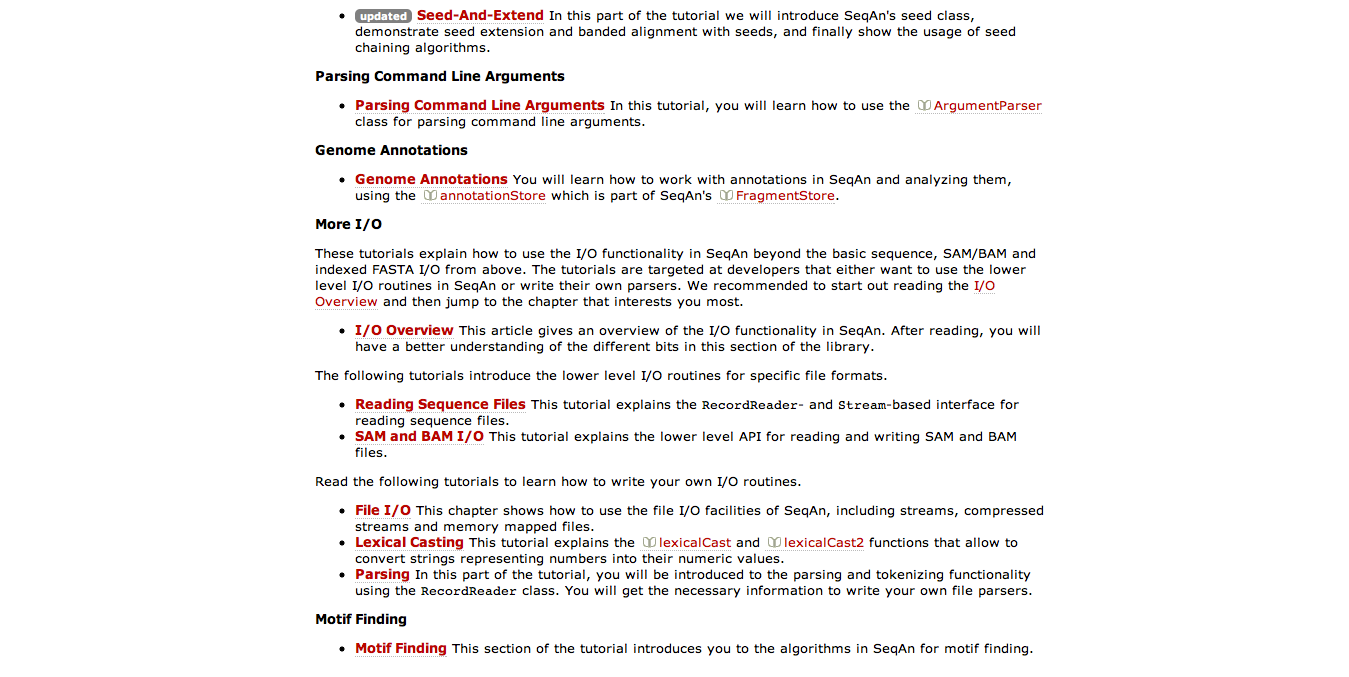 updated Seed-And-Extend In this part of the tutorial we will introduce SeqAn's seed class,
demonstrate seed extension and banded alignment with seeds, and finally show the usage of seed
chaining algorithms.
Parsing Command Line Arguments
Parsing Command Line Arguments In this tutorial, you will learn how to use the ArgumentParser
class for parsing command line arguments.
Genome Annotations
Genome Annotations You will learn how to work with annotations in SeqAn and analyzing them,
using the annotationStore which is part of SeqAn's FragmentStore.
More I/O
These tutorials explain how to use the I/O functionality in SeqAn beyond the basic sequence, SAM/BAM and
indexed FASTA I/O from above. The tutorials are targeted at developers that either want to use the lower
level I/O routines in SeqAn or write their own parsers. We recommended to start out reading the I/O
Overview and then jump to the chapter that interests you most.
I/O Overview This article gives an overview of the I/O functionality in SeqAn. After reading, you will
have a better understanding of the different bits in this section of the library.
The following tutorials introduce the lower level I/O routines for specific file formats.
Reading Sequence Files This tutorial explains the RecordReader- and Stream-based interface for
reading sequence files.
SAM and BAM I/O This tutorial explains the lower level API for reading and writing SAM and BAM
files.
Read the following tutorials to learn how to write your own I/O routines.
File I/O This chapter shows how to use the file I/O facilities of SeqAn, including streams, compressed
streams and memory mapped files.
Lexical Casting This tutorial explains the lexicalCast and lexicalCast2 functions that allow to
convert strings representing numbers into their numeric values.
Parsing In this part of the tutorial, you will be introduced to the parsing and tokenizing functionality
using the RecordReader class. You will get the necessary information to write your own file parsers.
Motif Finding
Motif Finding This section of the tutorial introduces you to the algorithms in SeqAn for motif finding.